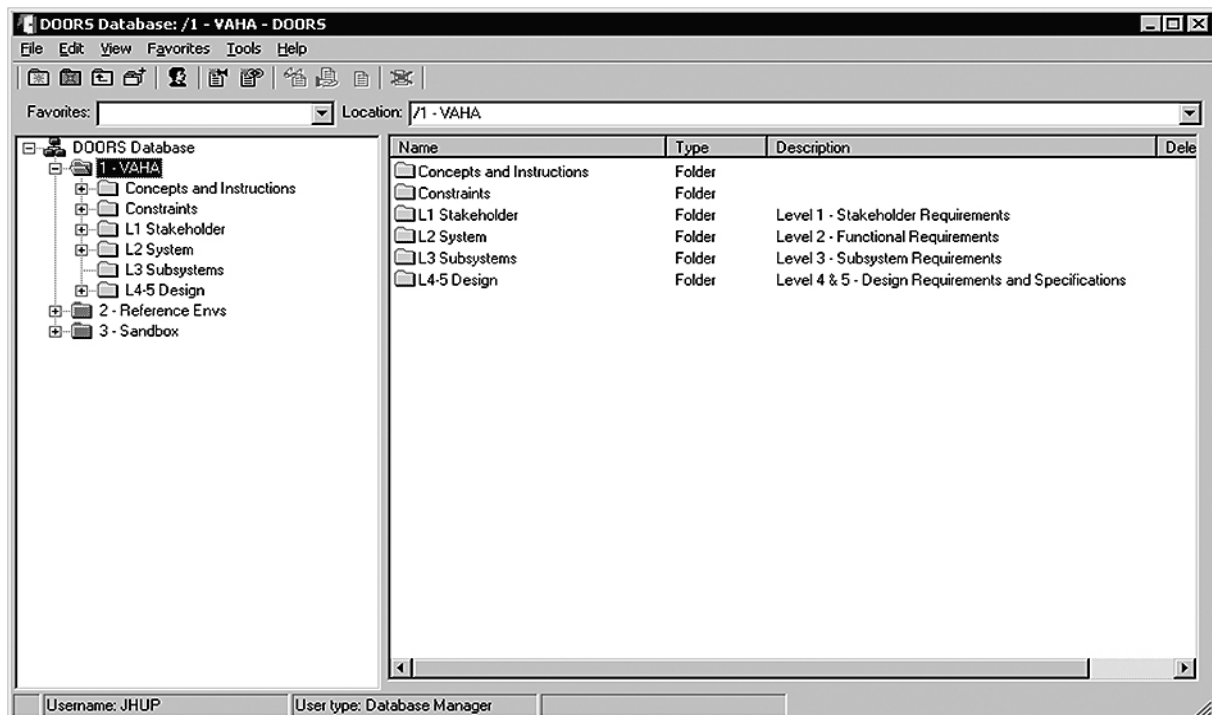 DOORS Database: /1 - VAHA - DOORS
File Edit View Favorites Tools Help
Favorites: Location: /1 - VAHA
DOORS Database
1 - VAHA
Concepts and Instructions
Constraints
L1 Stakeholder
L2 System
L3 Subsystems
L4-5 Design
2 - Reference Envs
3 - Sandbox
Name Type Description Dele
Concepts and Instructions Folder
Constraints Folder
L1 Stakeholder Folder Level 1 - Stakeholder Requirements
L2 System Folder Level 2 - Functional Requirements
L3 Subsystems Folder Level 3 - Subsystem Requirements
L4-5 Design Folder Level 4 & 5 - Design Requirements and Specifications
Username: JHUP User type: Database Manager